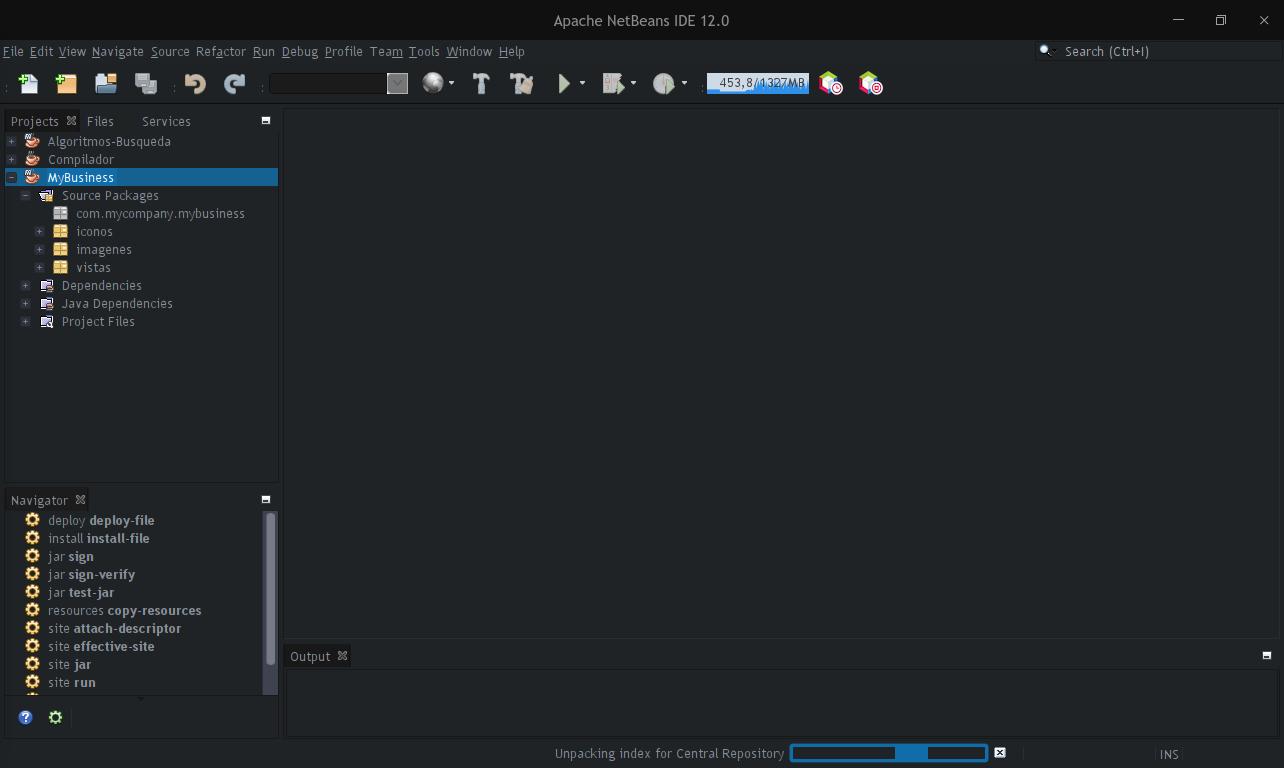 Apache NetBeans IDE 12.0
File Edit View Navigate Source Refactor Run Debug Profile Team Tools Window Help
Search (Ctrl+I)
453,8/1327MB
Projects Files Services
Algoritmos-Busqueda
Compilador
MyBusiness
Source Packages
com.mycompany.mybusiness
iconos
imagenes
vistas
Dependencies
Java Dependencies
Project Files
Navigator
deploy deploy-file
install install-file
jar sign
jar sign-verify
jar test-jar
resources copy-resources
site attach-descriptor
site effective-site
site jar
site run
Output
Unpacking index for Central Repository
INS